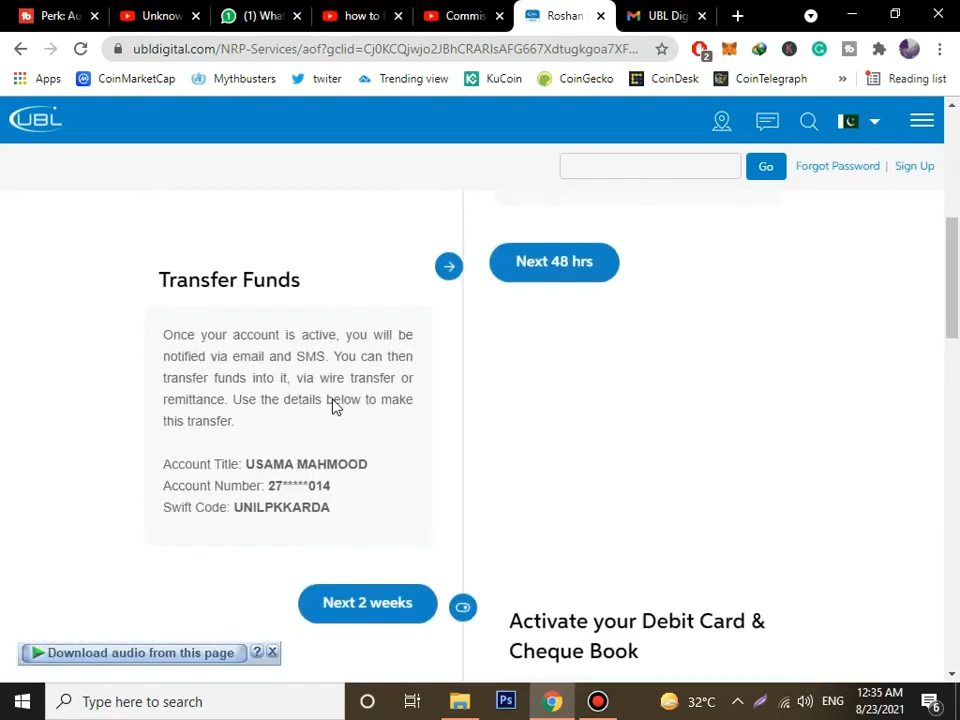 Perk: Au
Unknow
(1) What
how to
Commis
Roshan
UBL Dig
ubldigital.com/NRP-Services/aof?gclid=Cj0KCQjwjo2JBhCRARIsAFG667Xdtugkgoa7XF...
2
Apps
CoinMarketCap
Mythbusters
twiter
Trending view
KuCoin
CoinGecko
CoinDesk
CoinTelegraph
»
Reading list
UBL
Go
Forgot Password | Sign Up
Next 48 hrs
Transfer Funds
Once your account is active, you will be
notified via email and SMS. You can then
transfer funds into it, via wire transfer or
remittance. Use the details below to make
this transfer.
Account Title: USAMA MAHMOOD
Account Number: 27*****014
Swift Code: UNILPKKARDA
Next 2 weeks
Activate your Debit Card &
Cheque Book
Download audio from this page
?
Type here to search
Ps
32°C
ENG
12:35 AM
8/23/2021
6